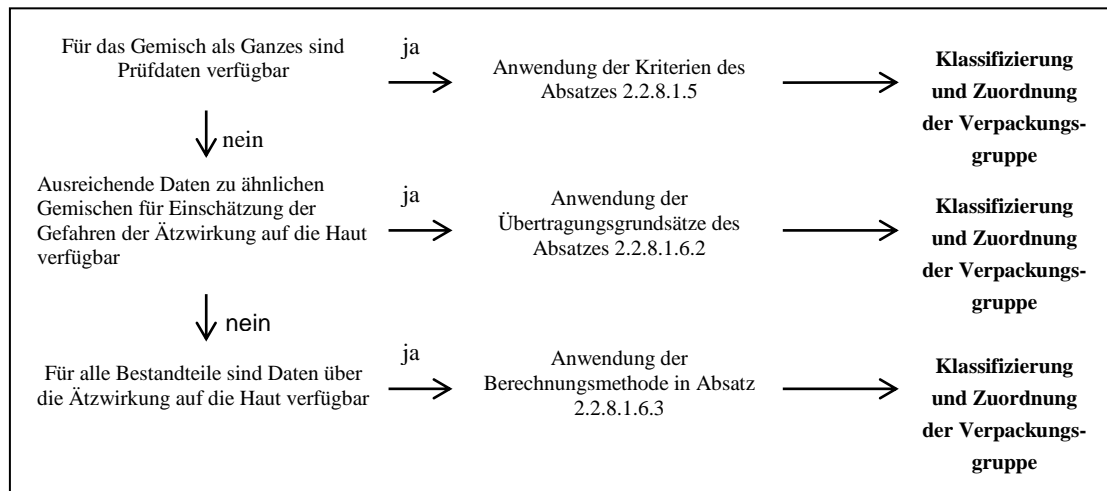 Für das Gemisch als Ganzes sind
Prüfdaten verfügbar
ja
Anwendung der Kriterien des
Absatzes 2.2.8.1.5
Klassifizierung
und Zuordnung
der Verpackungs-
gruppe
nein
Ausreichende Daten zu ähnlichen
Gemischen für Einschätzung der
Gefahren der Ätzwirkung auf die Haut
verfügbar
ja
Anwendung der
Übertragungsgrundsätze des
Absatzes 2.2.8.1.6.2
Klassifizierung
und Zuordnung
der Verpackungs-
gruppe
nein
Für alle Bestandteile sind Daten über
die Ätzwirkung auf die Haut verfügbar
ja
Anwendung der
Berechnungsmethode in Absatz
2.2.8.1.6.3
Klassifizierung
und Zuordnung
der Verpackungs-
gruppe